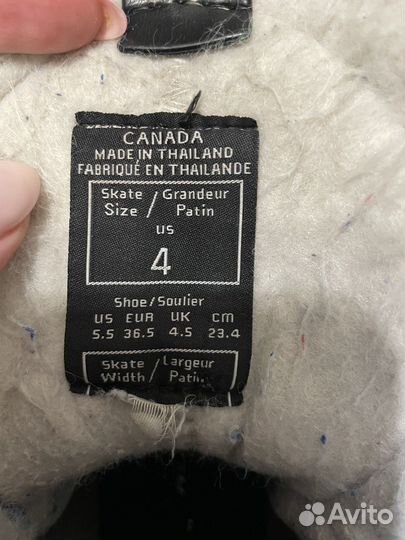 CANADA
MADE IN THAILAND
FABRIQUÉ EN THAILANDE
Skate / Grandeur
Size / Patin
US
4
Shoe/Soulier
US EUR UK CM
5.5 36.5 4.5 23.4
Skate / Largeur
Width / Patin
Avito